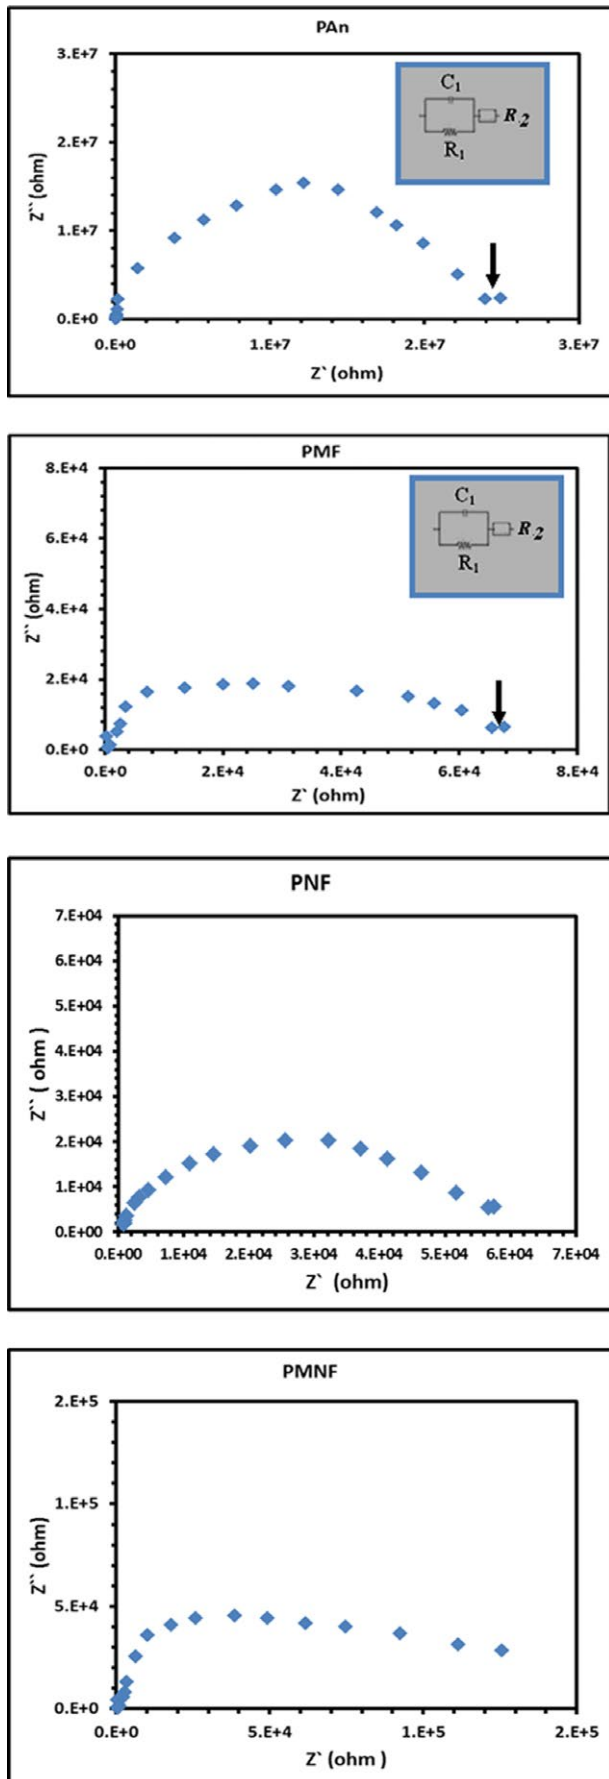 PAn
3.E+7
2.E+7
1.E+7
0.E+0
Z`` (ohm)
C1
R1
R.2
0.E+0 1.E+7 2.E+7 3.E+7
Z` (ohm)
PMF
8.E+4
6.E+4
4.E+4
2.E+4
0.E+0
Z`` (ohm)
C1
R1
R.2
0.E+0 2.E+4 4.E+4 6.E+4 8.E+4
Z` (ohm)
PNF
7.E+04
6.E+04
5.E+04
4.E+04
3.E+04
2.E+04
1.E+04
0.E+00
Z`` ( ohm )
0.E+00 1.E+04 2.E+04 3.E+04 4.E+04 5.E+04 6.E+04 7.E+04
Z` (ohm)
PMNF
2.E+5
1.E+5
5.E+4
0.E+0
Z`` (ohm)
0.E+0 5.E+4 1.E+5 2.E+5
Z` (ohm )